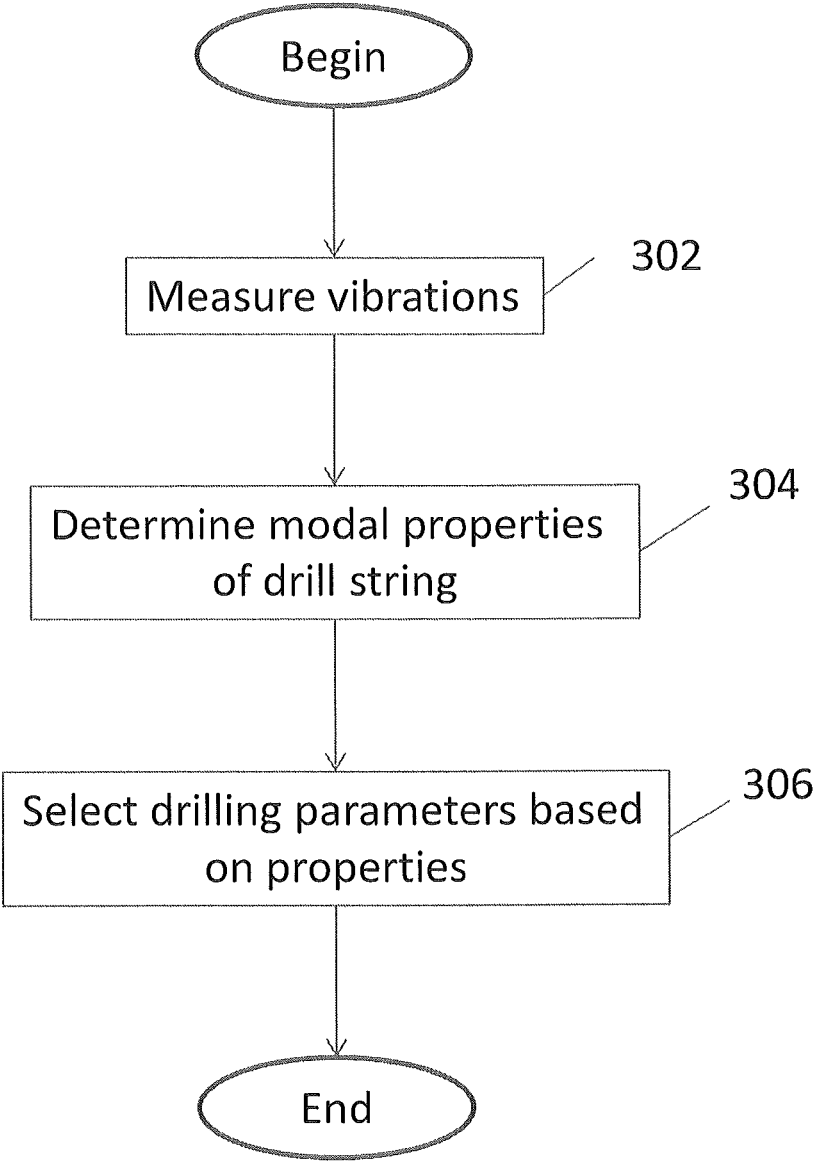 Begin
302
Measure vibrations
304
Determine modal properties
of drill string
306
Select drilling parameters based
on properties
End